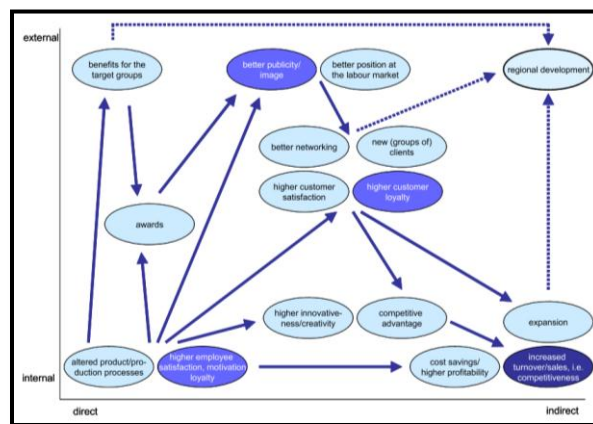 external
benefits for the
target groups
better publicity/
image
better position at
the labour market
regional development
better networking
new (groups of)
clients
higher customer
satisfaction
higher customer
loyalty
awards
higher innovative-
ness/creativity
competitive
advantage
expansion
altered product/pro-
duction processes
higher employee
satisfaction, motivation
loyalty
cost savings/
higher profitability
increased
turnover/sales, i.e.
competitiveness
internal
direct
indirect